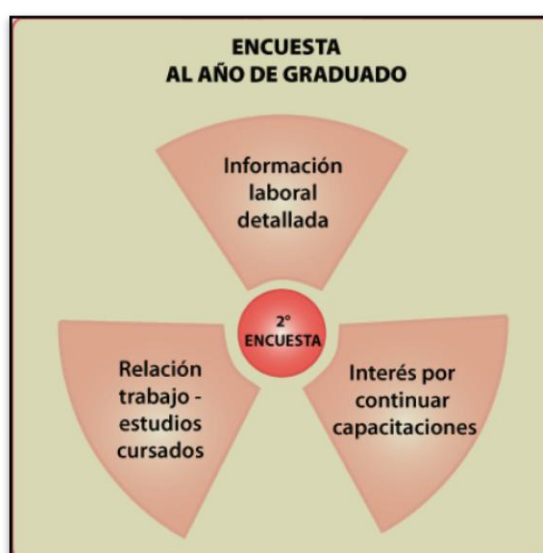 ENCUESTA
AL AÑO DE GRADUADO
Información
laboral
detallada
2°
ENCUESTA
Relación
trabajo -
estudios
cursados
Interés por
continuar
capacitaciones